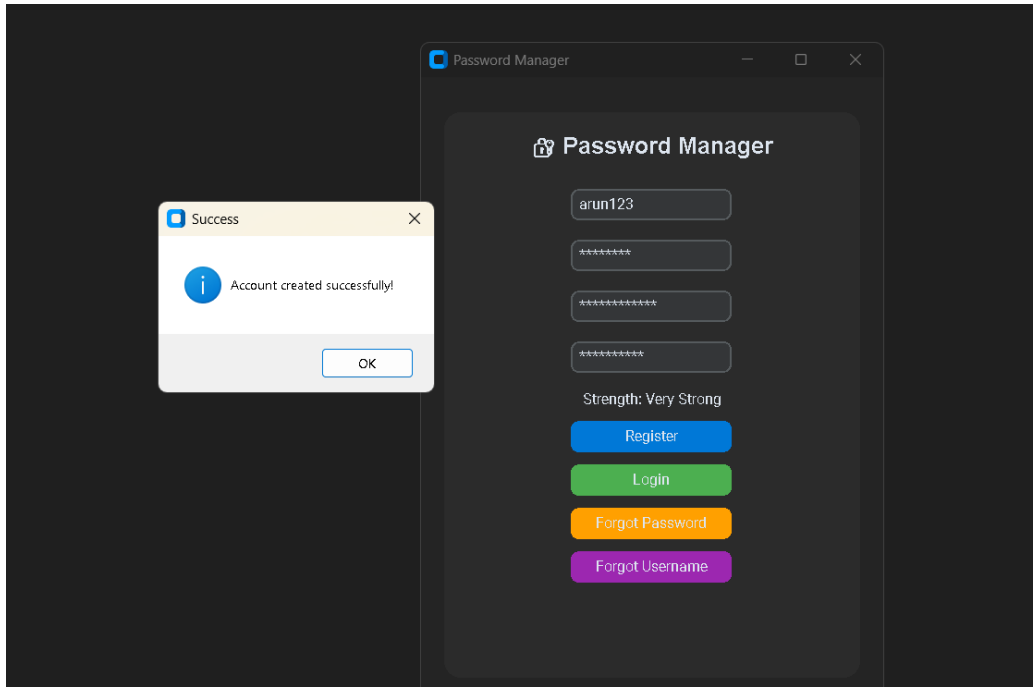 Password Manager
Password Manager
arun123
********
************
**********
Strength: Very Strong
Register
Login
Forgot Password
Forgot Username
Success
Account created successfully!
OK